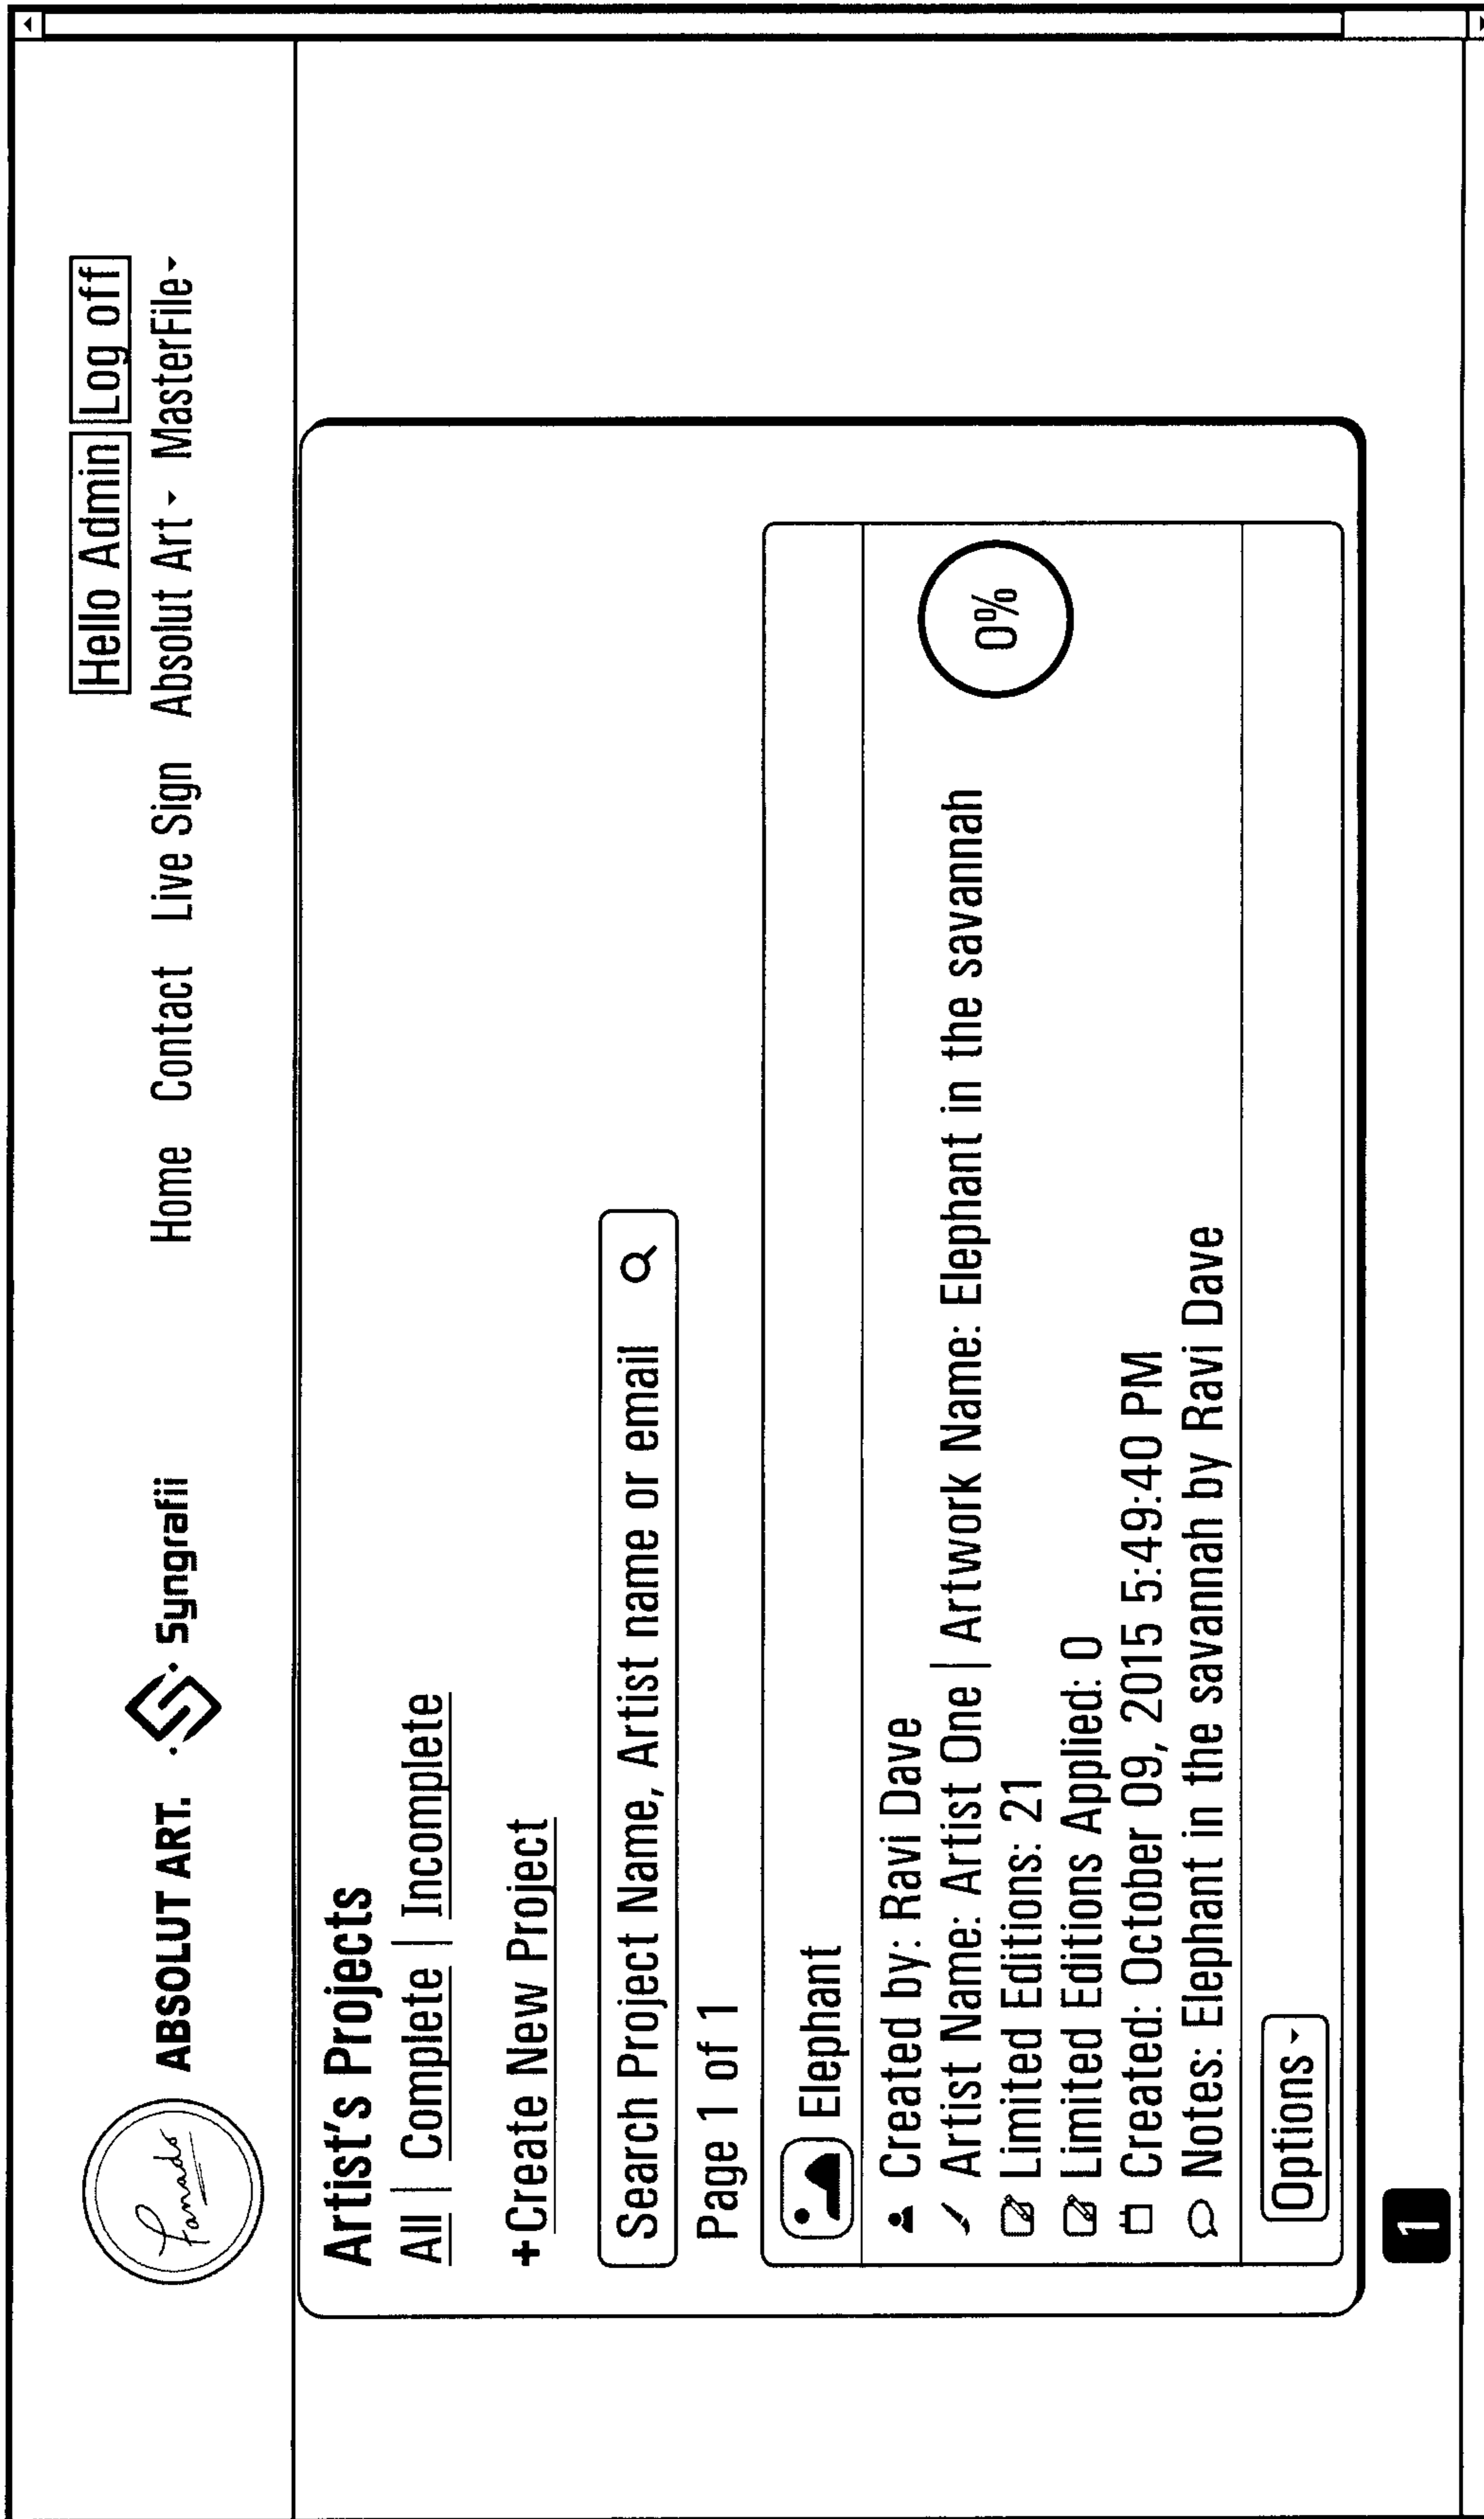 Fanado
ABSOLUT ART. Syngrafii
Hello Admin Log off
Home Contact Live Sign Absolut Art MasterFile
Artist's Projects
All | Complete | Incomplete
+Create New Project
Search Project Name, Artist name or email
Page 1 of 1
Elephant
Created by: Ravi Dave
Artist Name: Artist One | Artwork Name: Elephant in the savannah
0%
Limited Editions: 21
Limited Editions Applied: 0
Created: October 09, 2015 5:49:40 PM
Notes: Elephant in the savannah by Ravi Dave
Options
1